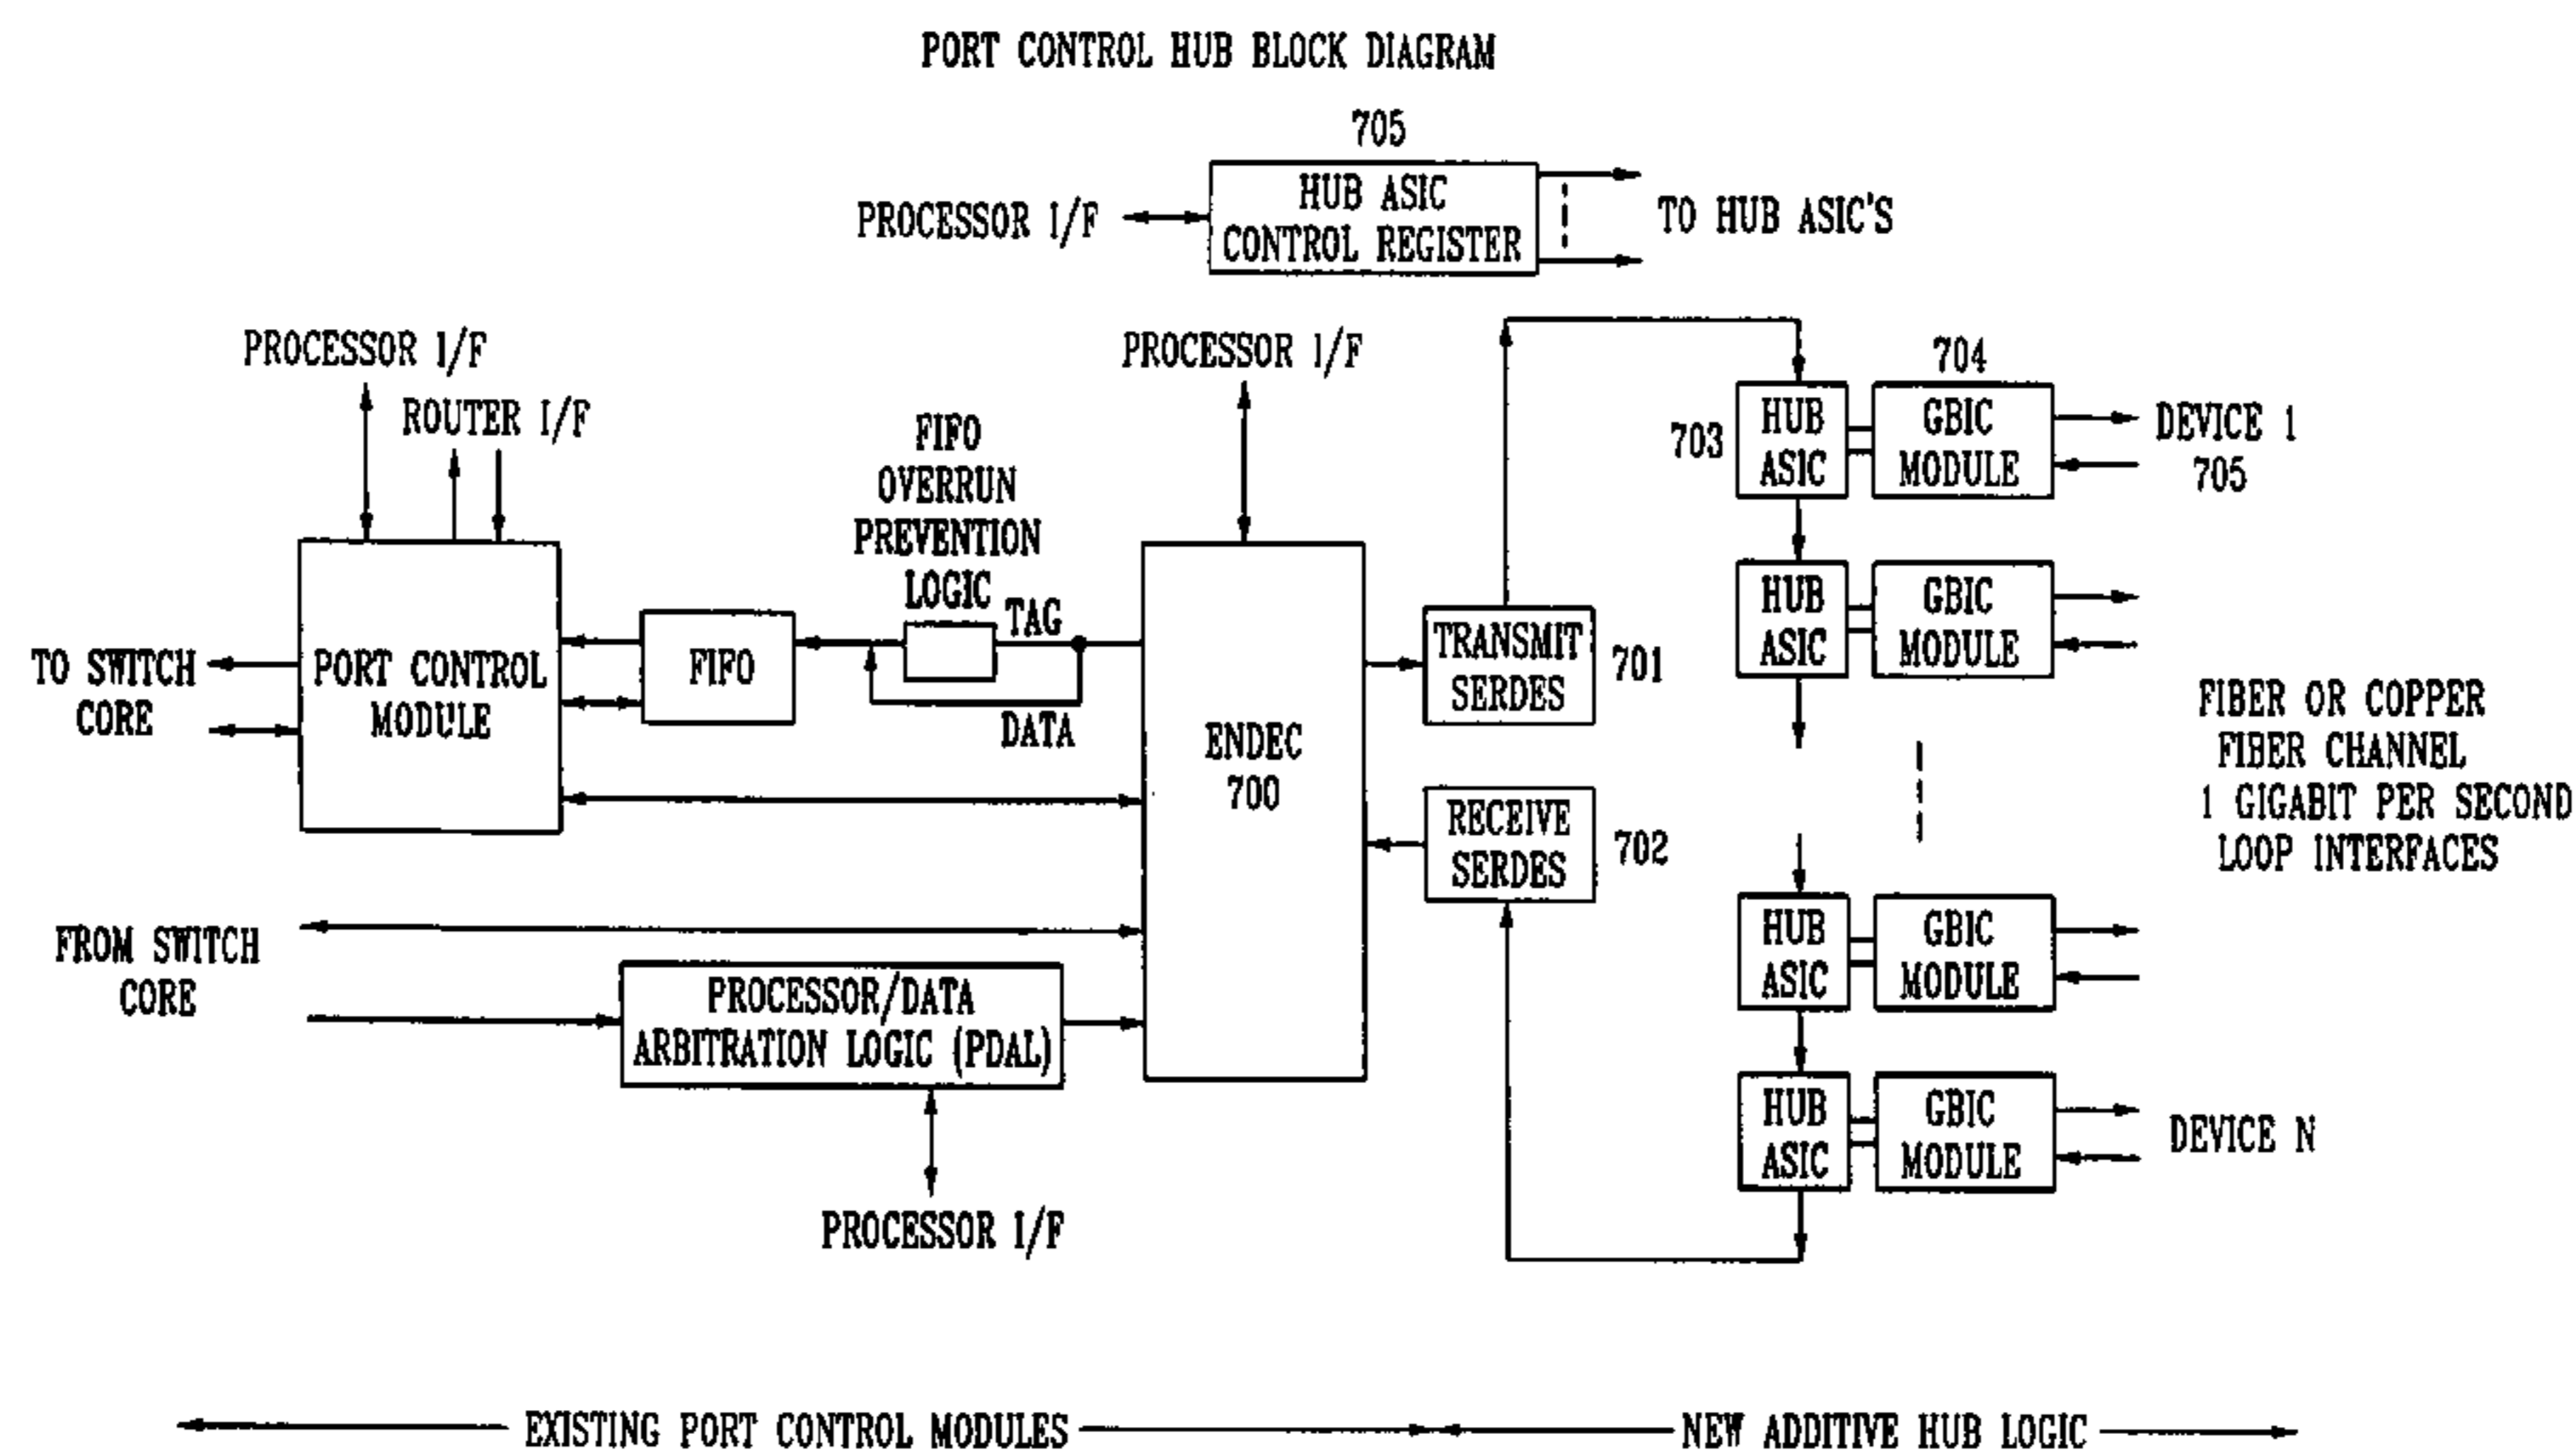 PORT CONTROL HUB BLOCK DIAGRAM
705
HUB ASIC
CONTROL REGISTER
PROCESSOR I/F
TO HUB ASIC'S
PROCESSOR I/F
ROUTER I/F
PROCESSOR I/F
FIFO
OVERRUN
PREVENTION
LOGIC
TAG
DATA
TO SWITCH
CORE
PORT CONTROL
MODULE
FIFO
ENDEC
700
TRANSMIT
SERDES
701
RECEIVE
SERDES
702
FROM SWITCH
CORE
PROCESSOR/DATA
ARBITRATION LOGIC (PDAL)
PROCESSOR I/F
703
HUB
ASIC
704
GBIC
MODULE
DEVICE 1
705
HUB
ASIC
GBIC
MODULE
FIBER OR COPPER
FIBER CHANNEL
1 GIGABIT PER SECOND
LOOP INTERFACES
HUB
ASIC
GBIC
MODULE
HUB
ASIC
GBIC
MODULE
DEVICE N
EXISTING PORT CONTROL MODULES
NEW ADDITIVE HUB LOGIC